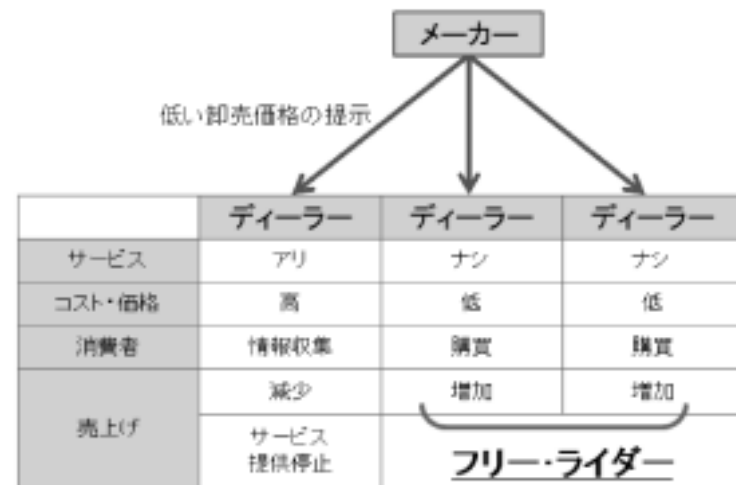 メーカー
低い卸売価格の提示
ディーラー ディーラー ディーラー
サービス アリ ナシ ナシ
コスト・価格 高 低 低
消費者 情報収集 購買 購買
売上げ 減少 増加 増加
サービス
提供停止
フリー・ライダー